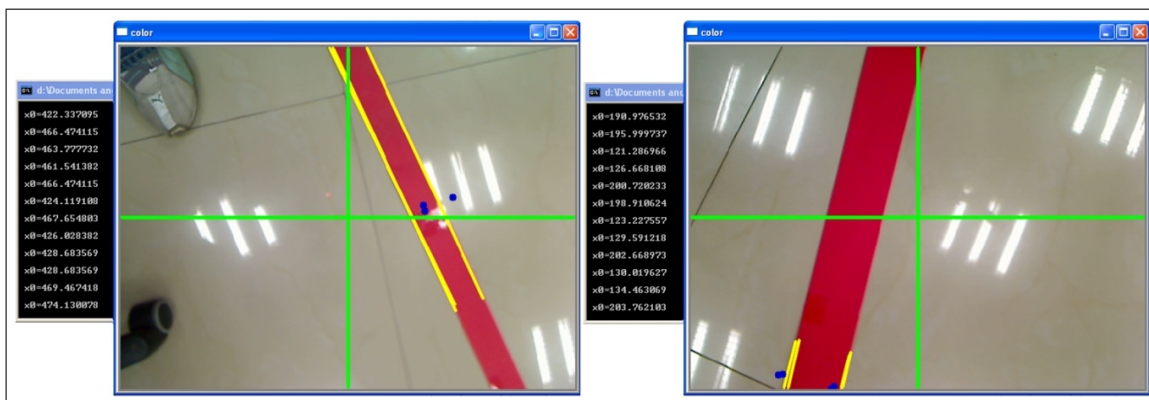 color
d:\Documents and
x0=422.337095
x0=466.474115
x0=463.777732
x0=461.541382
x0=466.474115
x0=424.119108
x0=467.654803
x0=426.028382
x0=428.683569
x0=428.683569
x0=469.467418
x0=474.130078
color
d:\Documents and
x0=190.976532
x0=195.999737
x0=121.286966
x0=126.668108
x0=200.720233
x0=198.910624
x0=123.227557
x0=129.591218
x0=202.668973
x0=130.019627
x0=134.463069
x0=203.762103